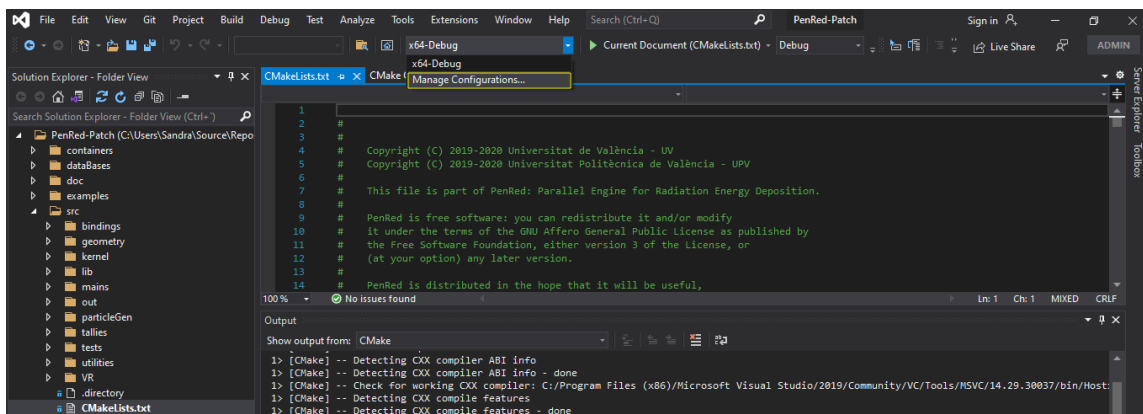 File Edit View Git Project Build Debug Test Analyze Tools Extensions Window Help Search (Ctrl+Q) PenRed-Patch Sign in
x64-Debug Current Document (CMakeLists.txt) Debug Live Share ADMIN
x64-Debug
Manage Configurations...
Solution Explorer - Folder View
Search Solution Explorer - Folder View (Ctrl+´)
PenRed-Patch (C:\Users\Sandra\Source\Repo
containers
dataBases
doc
examples
src
bindings
geometry
kernel
lib
mains
out
particleGen
tallies
tests
utilities
VR
.directory
CMakeLists.txt
CMakeLists.txt CMake
1
2 #
3 #
4 # Copyright (C) 2019-2020 Universitat de València - UV
5 # Copyright (C) 2019-2020 Universitat Politècnica de València - UPV
6 #
7 # This file is part of PenRed: Parallel Engine for Radiation Energy Deposition.
8 #
9 # PenRed is free software: you can redistribute it and/or modify
10 # it under the terms of the GNU Affero General Public License as published by
11 # the Free Software Foundation, either version 3 of the License, or
12 # (at your option) any later version.
13 #
14 # PenRed is distributed in the hope that it will be useful,
100 % No issues found Ln: 1 Ch: 1 MIXED CRLF
Output
Show output from: CMake
1> [CMake] -- Detecting CXX compiler ABI info
1> [CMake] -- Detecting CXX compiler ABI info - done
1> [CMake] -- Check for working CXX compiler: C:/Program Files (x86)/Microsoft Visual Studio/2019/Community/VC/Tools/MSVC/14.29.30037/bin/Host
1> [CMake] -- Detecting CXX compile features
1> [CMake] -- Detecting CXX compile features - done
Server Explorer
Toolbox